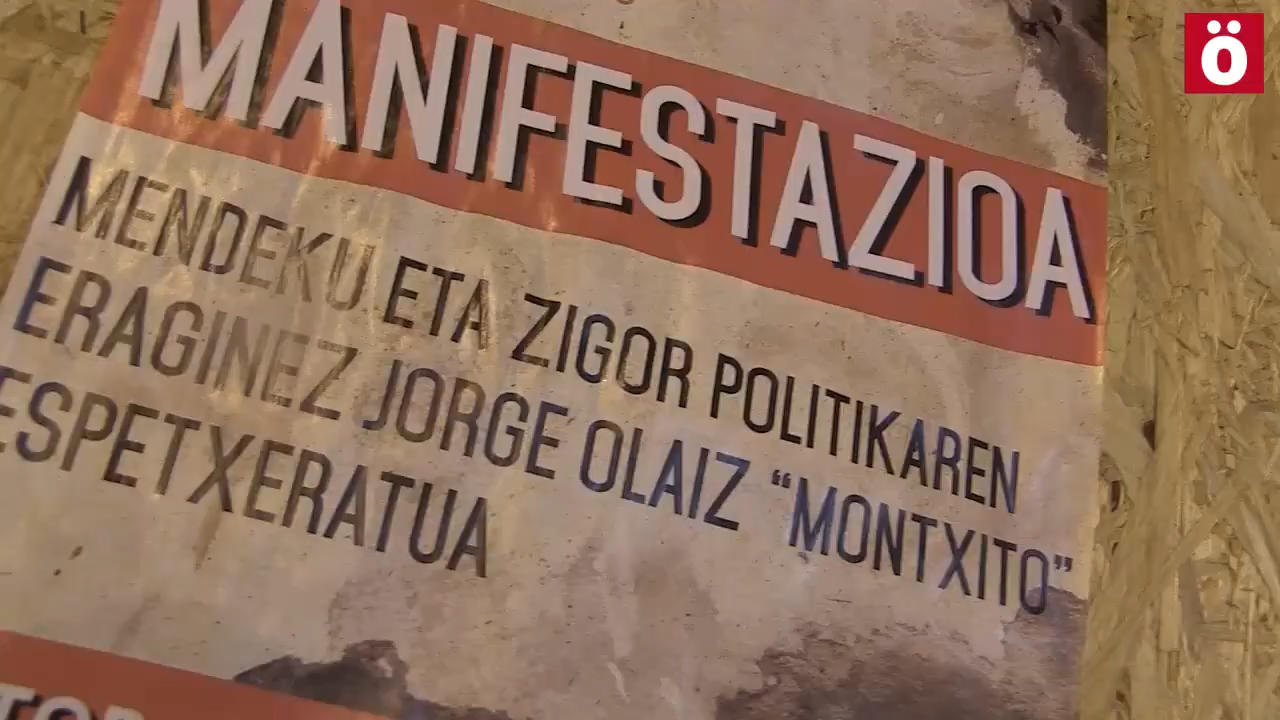 ö
MANIFESTAZIOA
MENDEKU ETA ZIGOR POLITIKAREN
ERAGINEZ JORGE OLAIZ “MONTXITO”
ESPETXERATUA